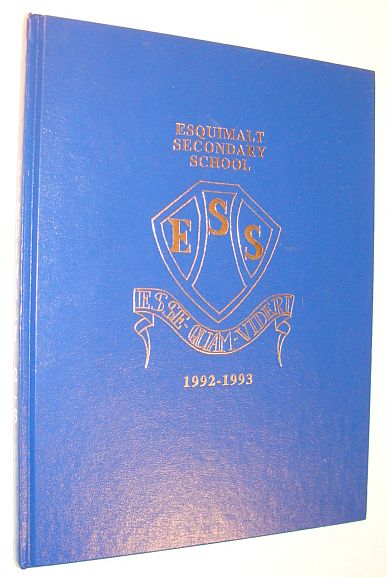 ESQUIMALT
SECONDARY
SCHOOL
E S S
ESSE-QUAM-VIDERI
1992-1993